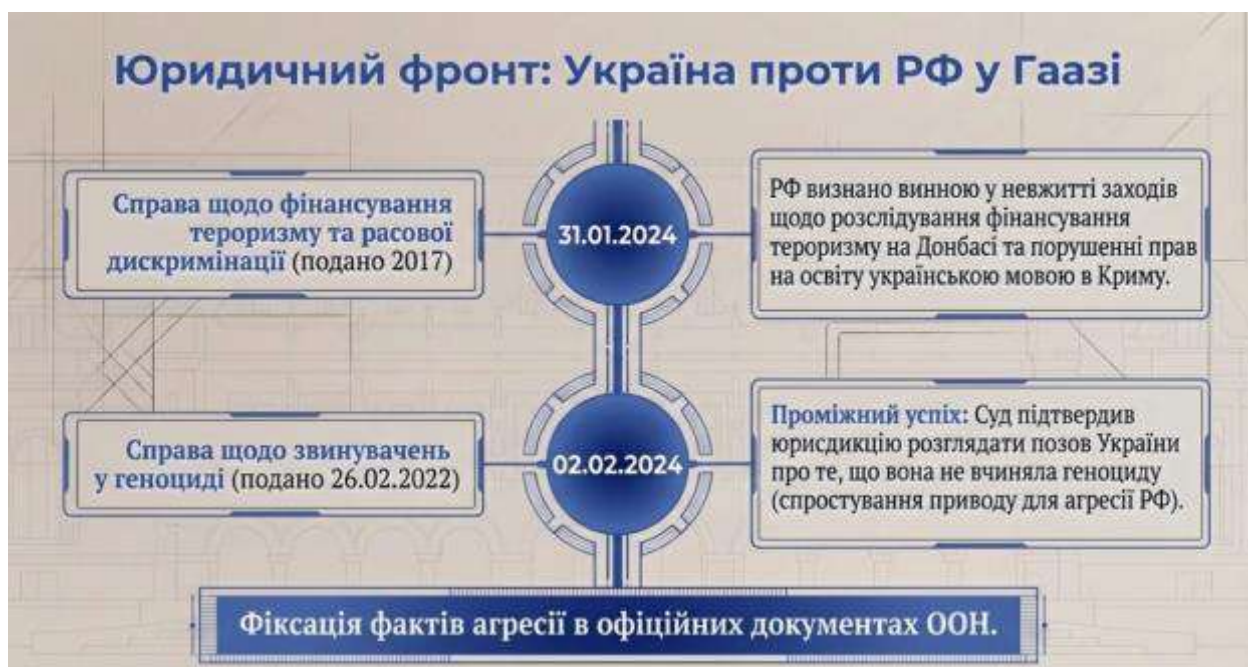 Юридичний фронт: Україна проти РФ у Гаазі
Справа щодо фінансування
тероризму та расової
дискримінації (подано 2017)
31.01.2024
РФ визнано винною у невжитті заходів
щодо розслідування фінансування
тероризму на Донбасі та порушенні прав
на освіту українською мовою в Криму.
Справа щодо звинувачень
у геноциді (подано 26.02.2022)
02.02.2024
Проміжний успіх: Суд підтвердив
юрисдикцію розглядати позов України
про те, що вона не вчиняла геноциду
(спростування приводу для агресії РФ).
Фіксація фактів агресії в офіційних документах ООН.